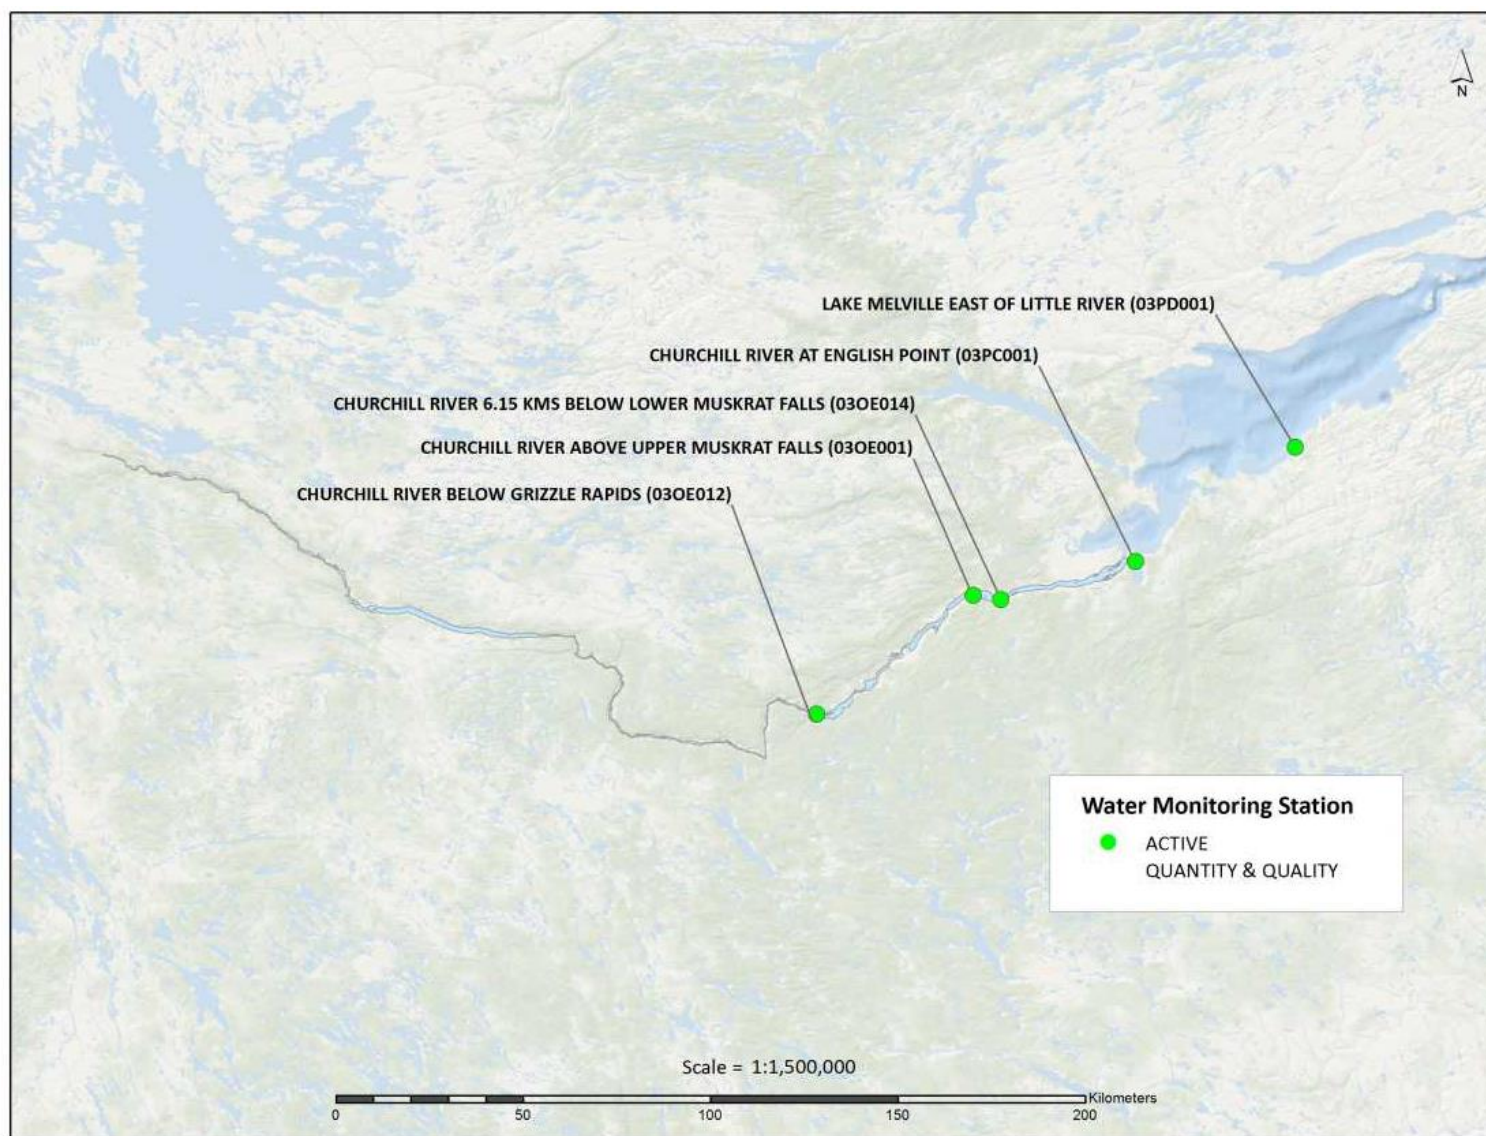 N
LAKE MELVILLE EAST OF LITTLE RIVER (03PD001)
CHURCHILL RIVER AT ENGLISH POINT (03PC001)
CHURCHILL RIVER 6.15 KMS BELOW LOWER MUSKRAT FALLS (03OE014)
CHURCHILL RIVER ABOVE UPPER MUSKRAT FALLS (03OE001)
CHURCHILL RIVER BELOW GRIZZLE RAPIDS (03OE012)
Water Monitoring Station
ACTIVE
QUANTITY & QUALITY
Scale = 1:1,500,000
Kilometers
0 50 100 150 200